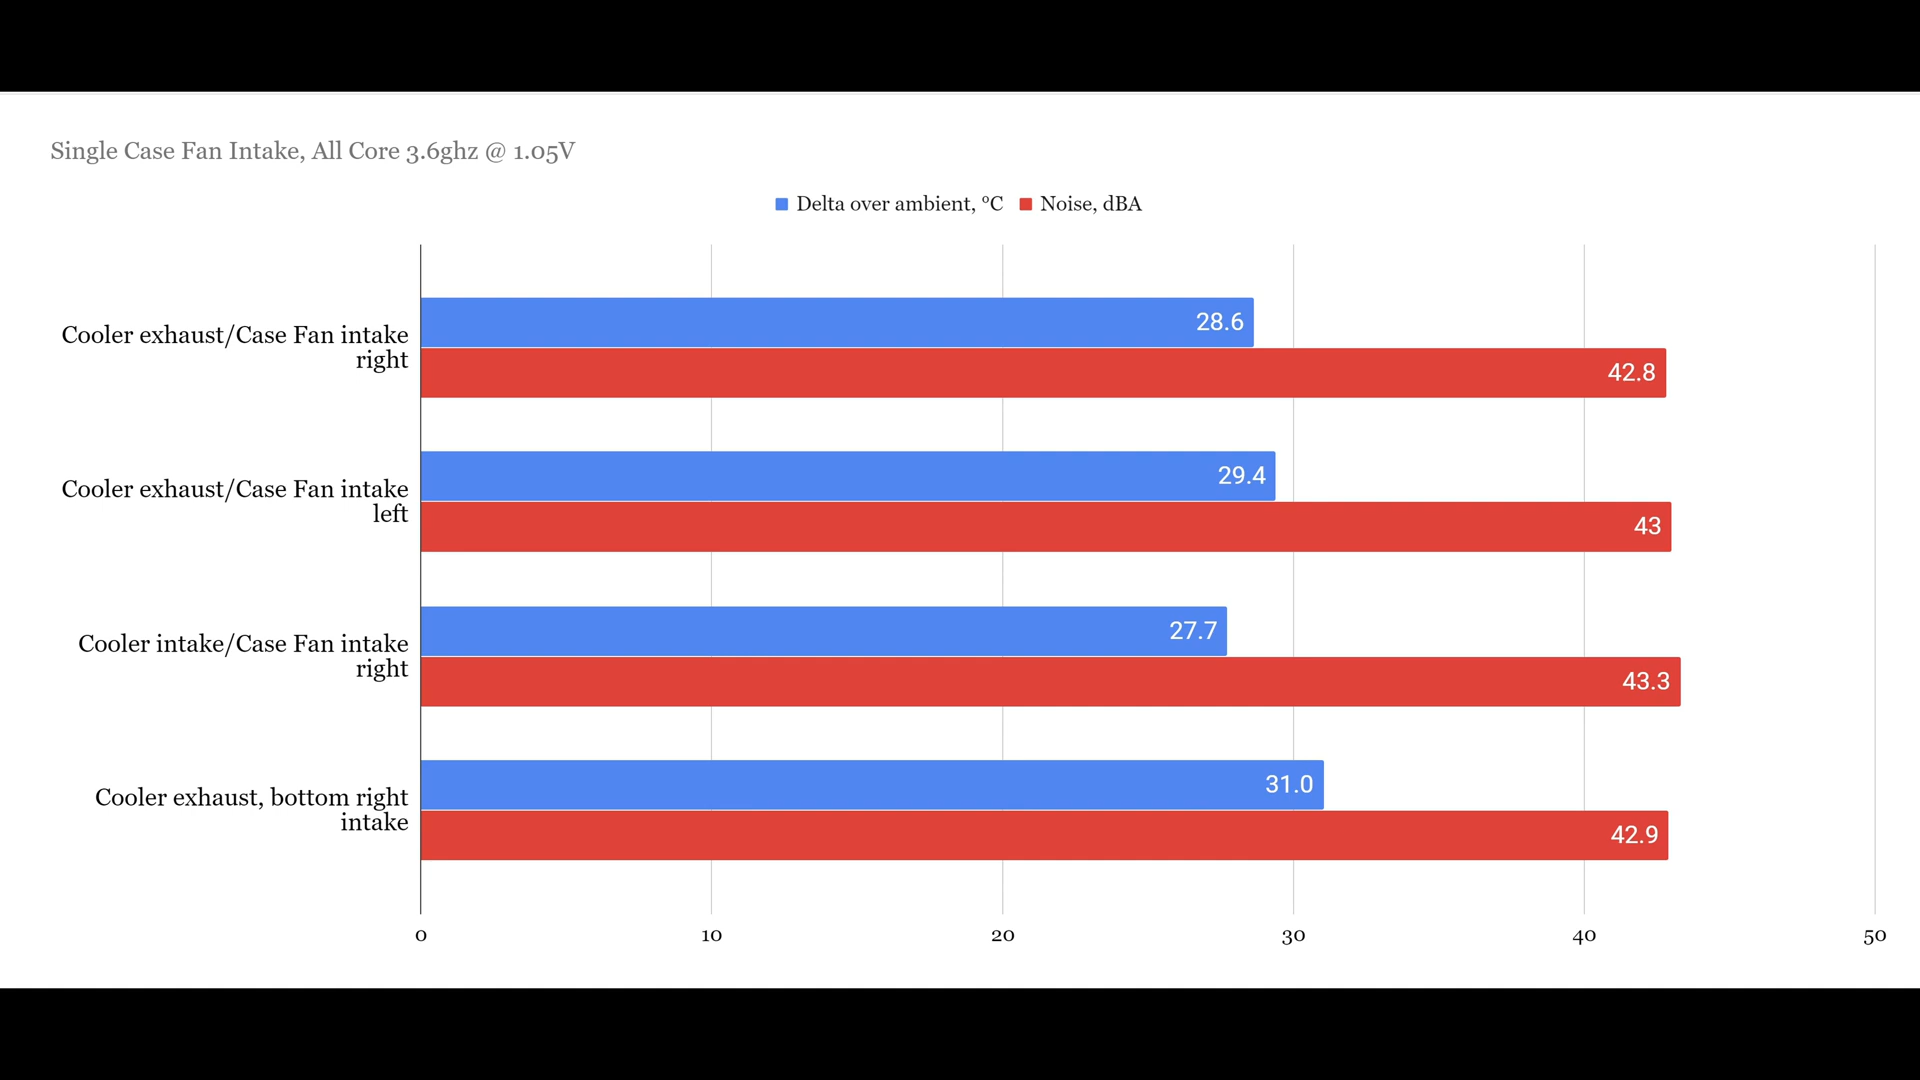 Single Case Fan Intake, All Core 3.6ghz @ 1.05V
Delta over ambient, °C
Noise, dBA
Cooler exhaust/Case Fan intake
right
28.6
42.8
Cooler exhaust/Case Fan intake
left
29.4
43
Cooler intake/Case Fan intake
right
27.7
43.3
Cooler exhaust, bottom right
intake
31.0
42.9
0 10 20 30 40 50